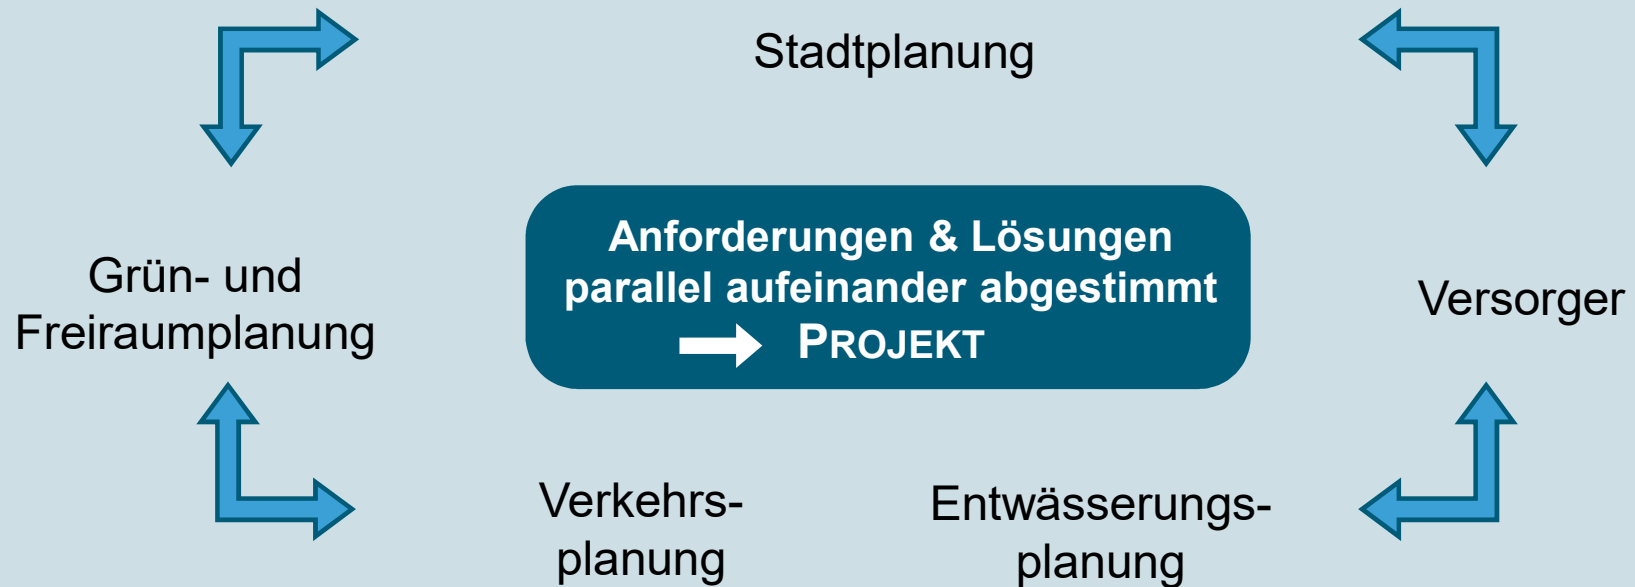 Stadtplanung
Anforderungen & Lösungen
parallel aufeinander abgestimmt
PROJEKT
Grün- und
Freiraumplanung
Versorger
Verkehrs-
planung
Entwässerungs-
planung